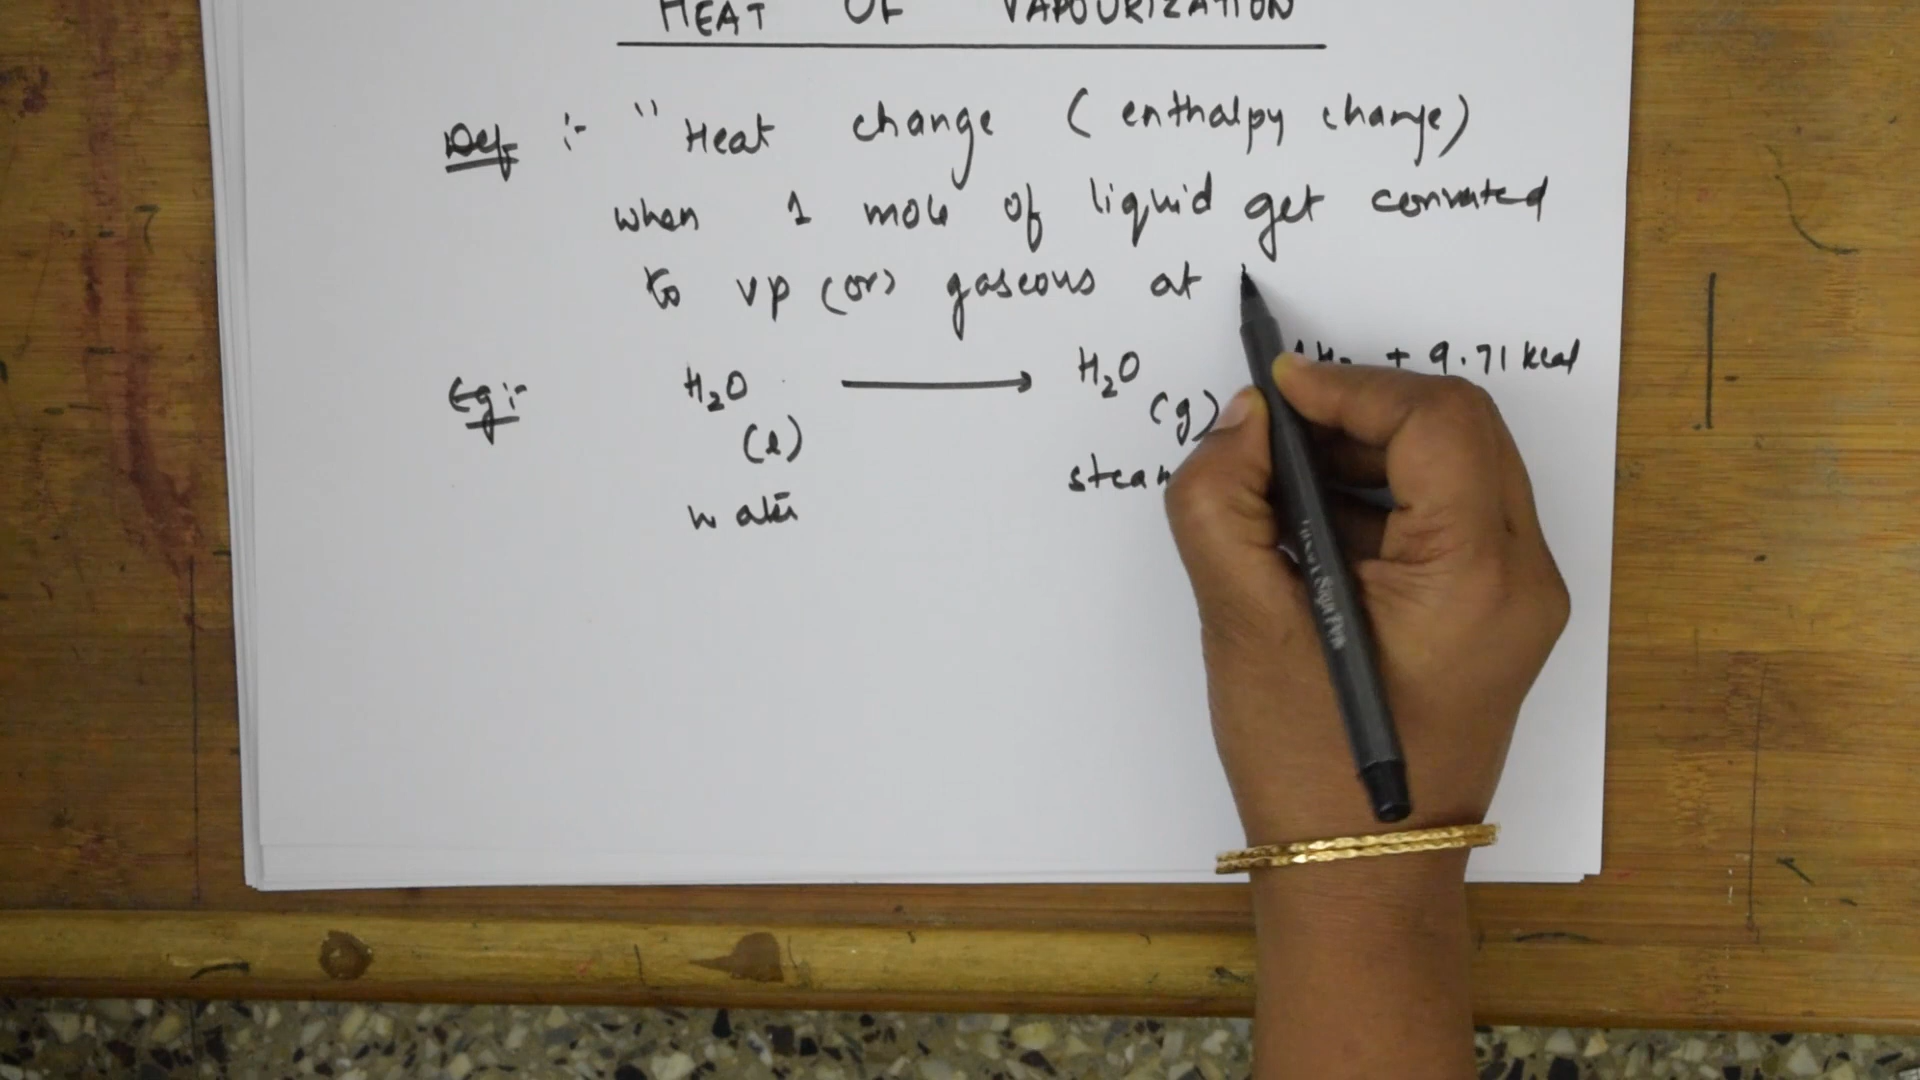 HEAT OF VAPOURIZATION
Def :- "Heat change (enthalpy change)
when 1 mole of liquid get converted
to vp (or) gaseous at
Eg:- H₂O ⟶ H₂O + 9.71 kcal
(l) (g)
water steam